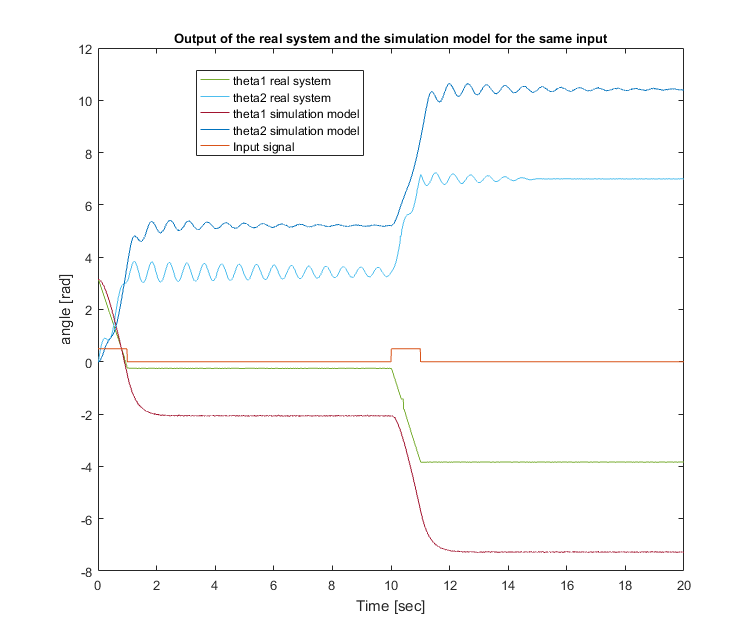 Output of the real system and the simulation model for the same input
12
10
8
6
4
2
0
-2
-4
-6
-8
angle [rad]
theta1 real system
theta2 real system
theta1 simulation model
theta2 simulation model
Input signal
0 2 4 6 8 10 12 14 16 18 20
Time [sec]